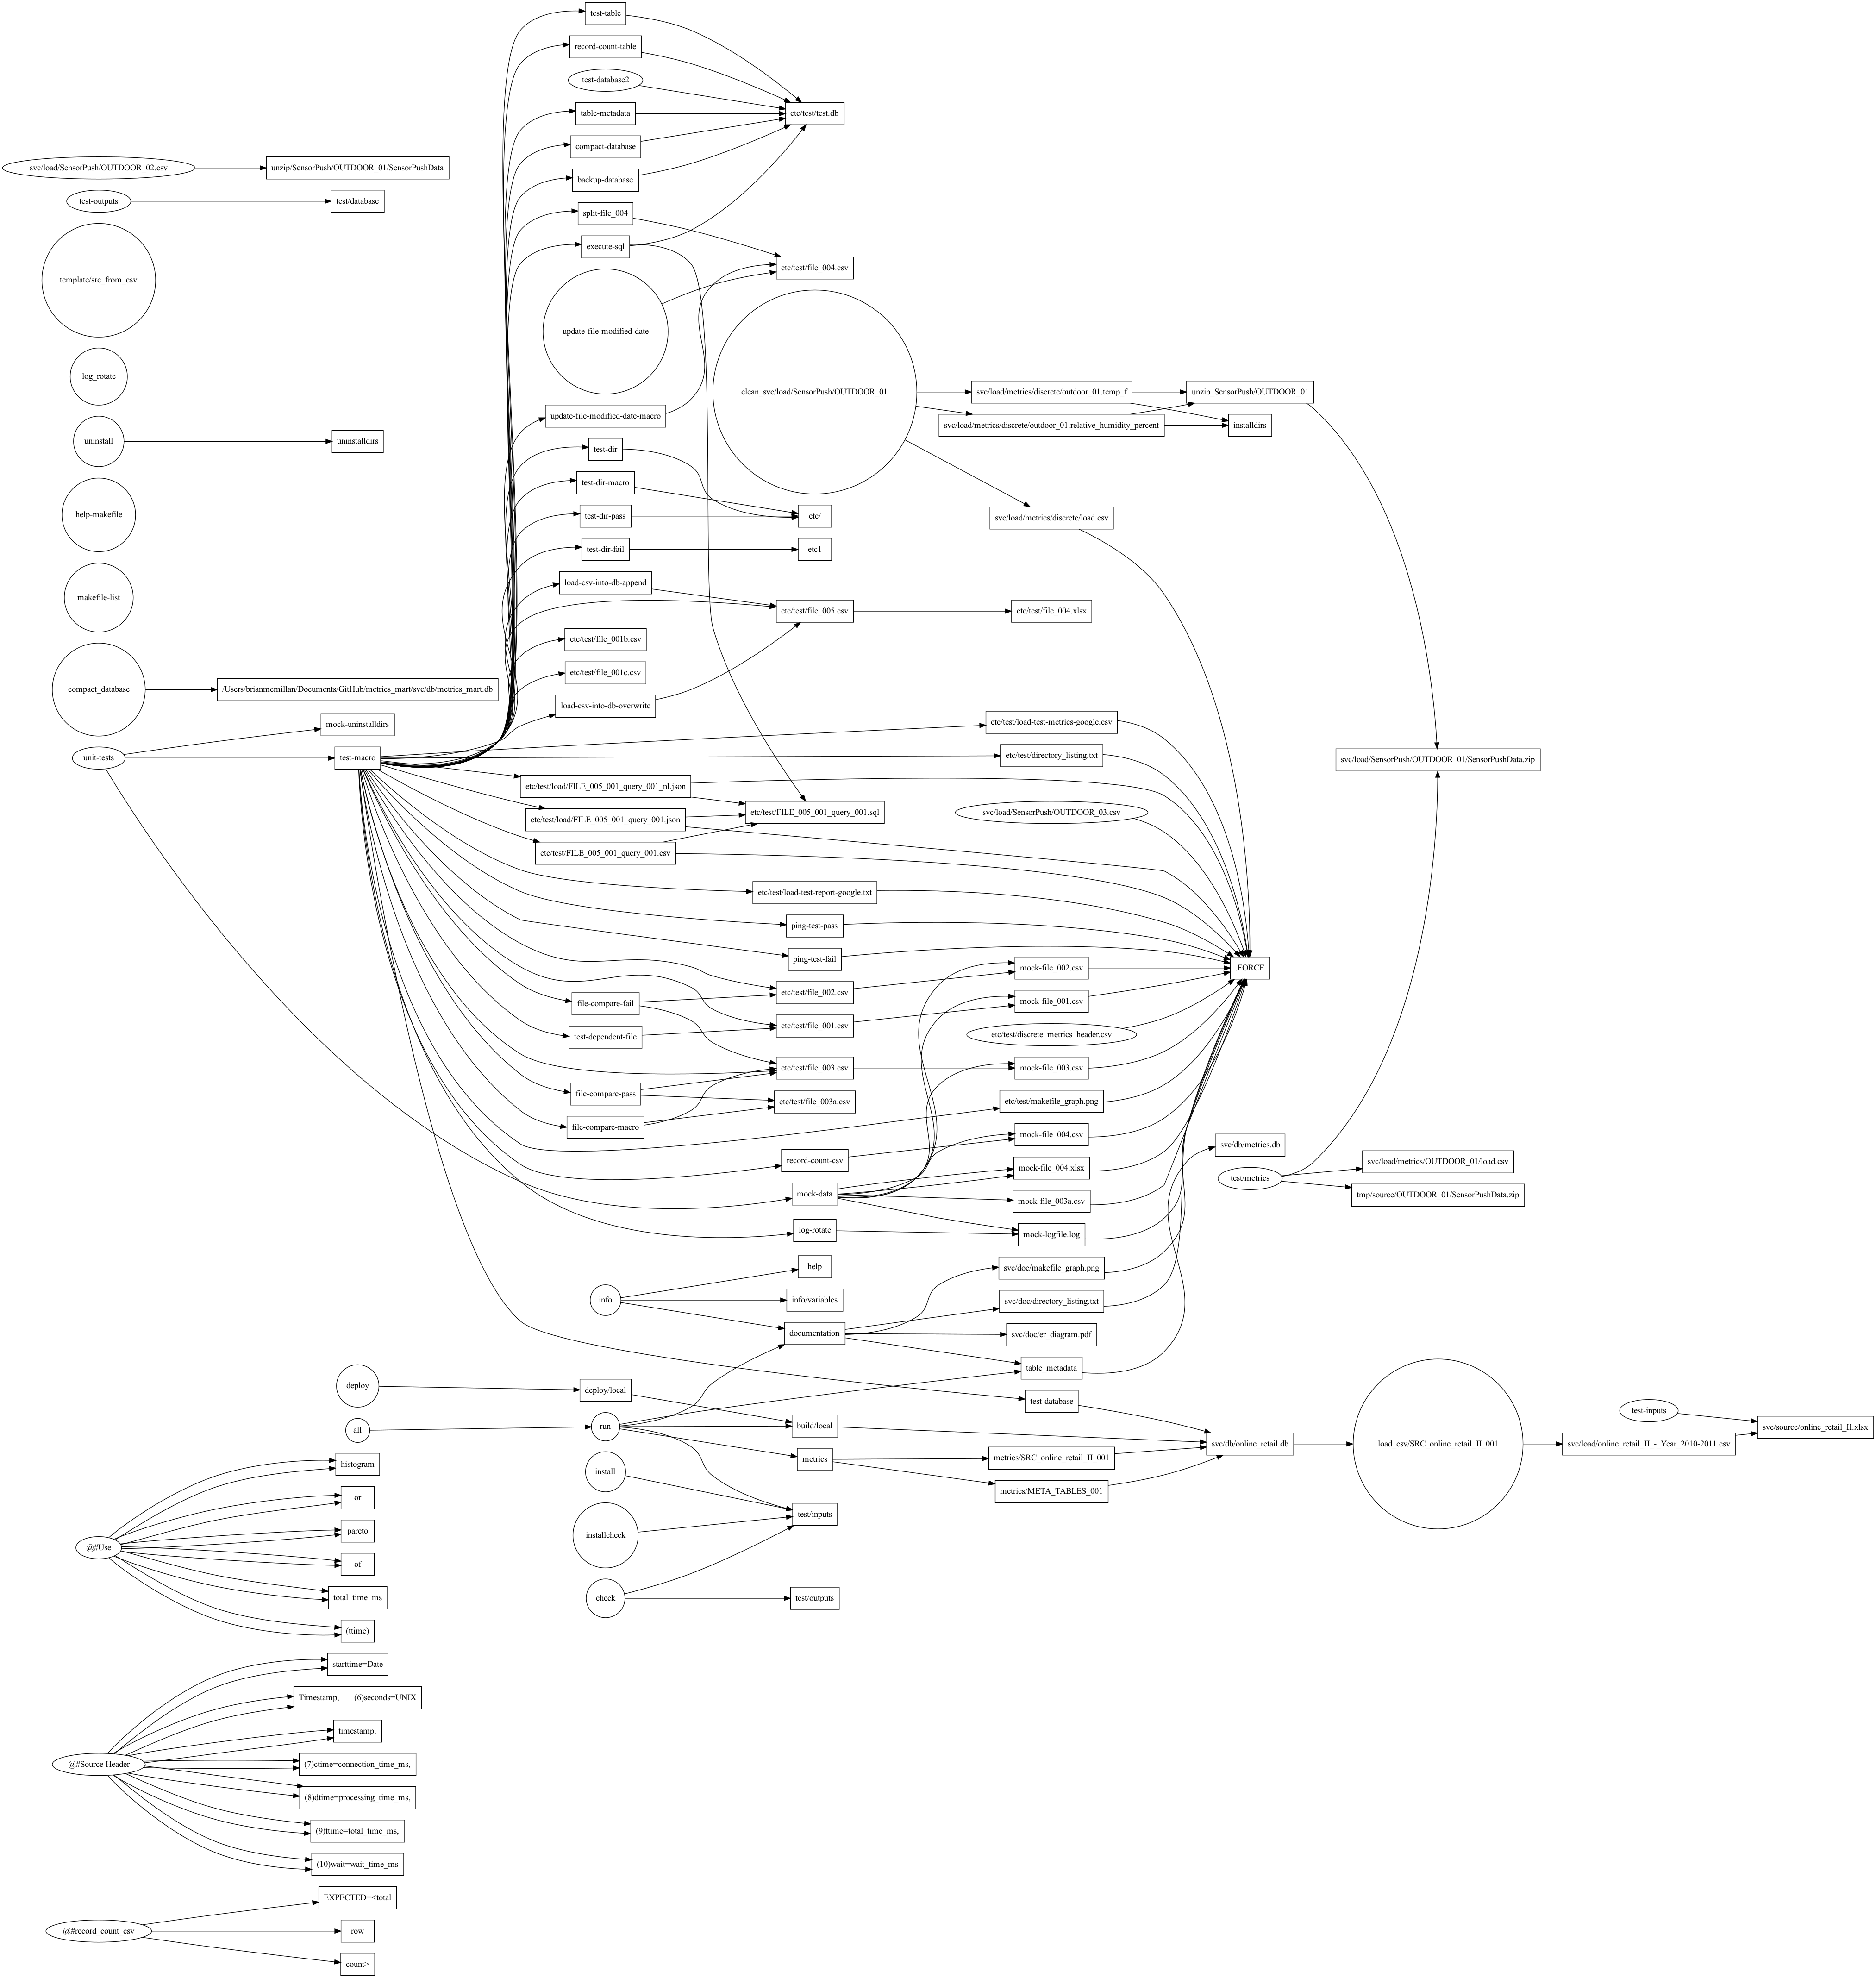 test-table
record-count-table
test-database2
table-metadata
etc/test/test.db
compact-database
svc/load/SensorPush/OUTDOOR_02.csv
unzip/SensorPush/OUTDOOR_01/SensorPushData
backup-database
test-outputs
test/database
split-file_004
execute-sql
etc/test/file_004.csv
template/src_from_csv
update-file-modified-date
log_rotate
clean_svc/load/SensorPush/OUTDOOR_01
svc/load/metrics/discrete/outdoor_01.temp_f
unzip_SensorPush/OUTDOOR_01
update-file-modified-date-macro
svc/load/metrics/discrete/outdoor_01.relative_humidity_percent
installdirs
uninstall
uninstalldirs
test-dir
test-dir-macro
help-makefile
test-dir-pass
etc/
svc/load/metrics/discrete/load.csv
test-dir-fail
etc1
load-csv-into-db-append
makefile-list
etc/test/file_005.csv
etc/test/file_004.xlsx
etc/test/file_001b.csv
etc/test/file_001c.csv
compact_database
/Users/brianmcmillan/Documents/GitHub/metrics_mart/svc/db/metrics_mart.db
load-csv-into-db-overwrite
mock-uninstalldirs
etc/test/load-test-metrics-google.csv
unit-tests
test-macro
etc/test/directory_listing.txt
svc/load/SensorPush/OUTDOOR_01/SensorPushData.zip
etc/test/load/FILE_005_001_query_001_nl.json
etc/test/FILE_005_001_query_001.sql
svc/load/SensorPush/OUTDOOR_03.csv
etc/test/load/FILE_005_001_query_001.json
etc/test/FILE_005_001_query_001.csv
etc/test/load-test-report-google.txt
ping-test-pass
ping-test-fail
mock-file_002.csv
.FORCE
etc/test/file_002.csv
file-compare-fail
mock-file_001.csv
etc/test/file_001.csv
test-dependent-file
etc/test/discrete_metrics_header.csv
etc/test/file_003.csv
mock-file_003.csv
file-compare-pass
etc/test/file_003a.csv
etc/test/makefile_graph.png
file-compare-macro
mock-file_004.csv
svc/db/metrics.db
record-count-csv
mock-file_004.xlsx
svc/load/metrics/OUTDOOR_01/load.csv
test/metrics
mock-data
mock-file_003a.csv
tmp/source/OUTDOOR_01/SensorPushData.zip
log-rotate
mock-logfile.log
help
svc/doc/makefile_graph.png
info
info/variables
svc/doc/directory_listing.txt
documentation
svc/doc/er_diagram.pdf
table_metadata
deploy
deploy/local
test-database
test-inputs
all
run
build/local
svc/source/online_retail_II.xlsx
svc/db/online_retail.db
load_csv/SRC_online_retail_II_001
svc/load/online_retail_II_-_Year_2010-2011.csv
metrics
metrics/SRC_online_retail_II_001
histogram
install
metrics/META_TABLES_001
or
test/inputs
pareto
installcheck
@#Use
of
total_time_ms
check
test/outputs
(ttime)
starttime=Date
Timestamp, (6)seconds=UNIX
timestamp,
@#Source Header
(7)ctime=connection_time_ms,
(8)dtime=processing_time_ms,
(9)ttime=total_time_ms,
(10)wait=wait_time_ms
EXPECTED=<total
@#record_count_csv
row
count>